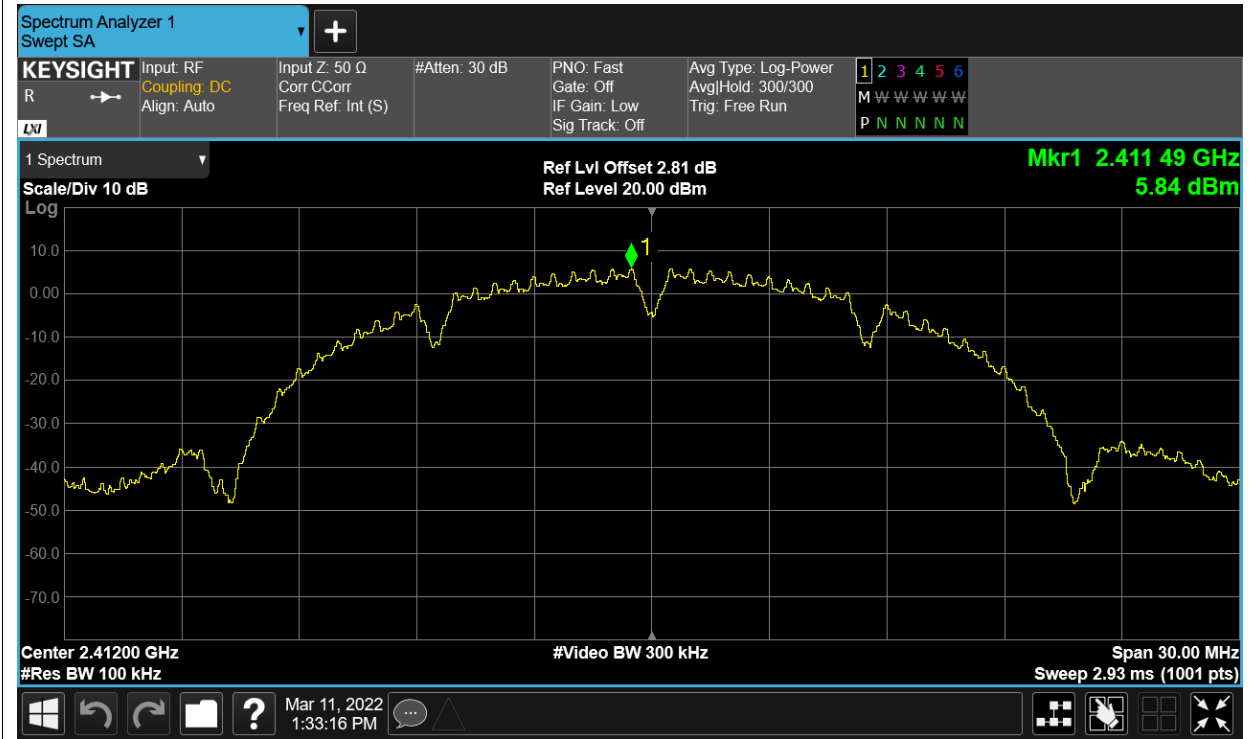 Spectrum Analyzer 1
Swept SA
KEYSIGHT
R
LXI
Input: RF
Coupling: DC
Align: Auto
Input Z: 50 Ω
Corr CCorr
Freq Ref: Int (S)
#Atten: 30 dB
PNO: Fast
Gate: Off
IF Gain: Low
Sig Track: Off
Avg Type: Log-Power
Avg|Hold: 300/300
Trig: Free Run
1 2 3 4 5 6
M W W W W W
P N N N N N
1 Spectrum
Scale/Div 10 dB
Log
Ref Lvl Offset 2.81 dB
Ref Level 20.00 dBm
Mkr1 2.411 49 GHz
5.84 dBm
1
10.0
0.00
-10.0
-20.0
-30.0
-40.0
-50.0
-60.0
-70.0
Center 2.41200 GHz
#Res BW 100 kHz
#Video BW 300 kHz
Span 30.00 MHz
Sweep 2.93 ms (1001 pts)
?
Mar 11, 2022
1:33:16 PM